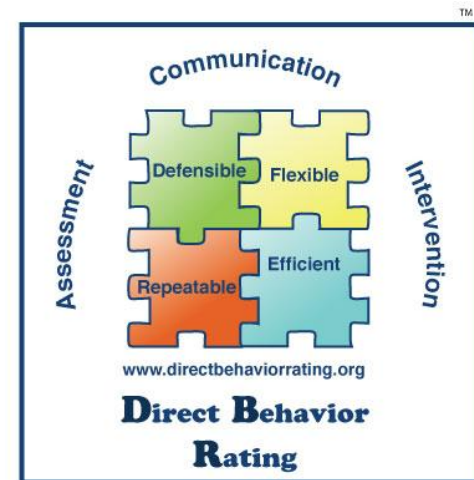 TM
Communication
Assessment
Intervention
Defensible
Flexible
Repeatable
Efficient
www.directbehaviorrating.org
Direct Behavior
Rating